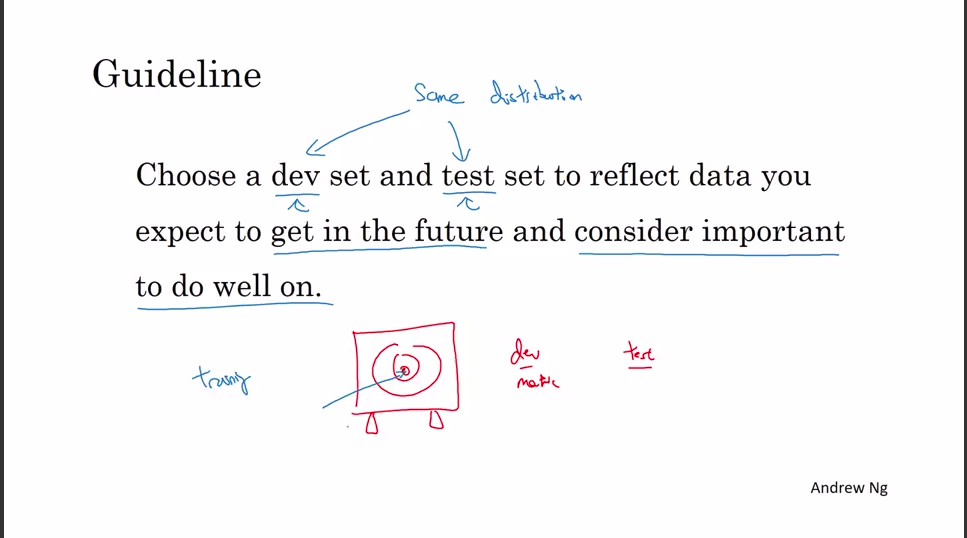 Guideline
Same distribution
Choose a dev set and test set to reflect data you
expect to get in the future and consider important
to do well on.
dev
test
metric
Andrew Ng